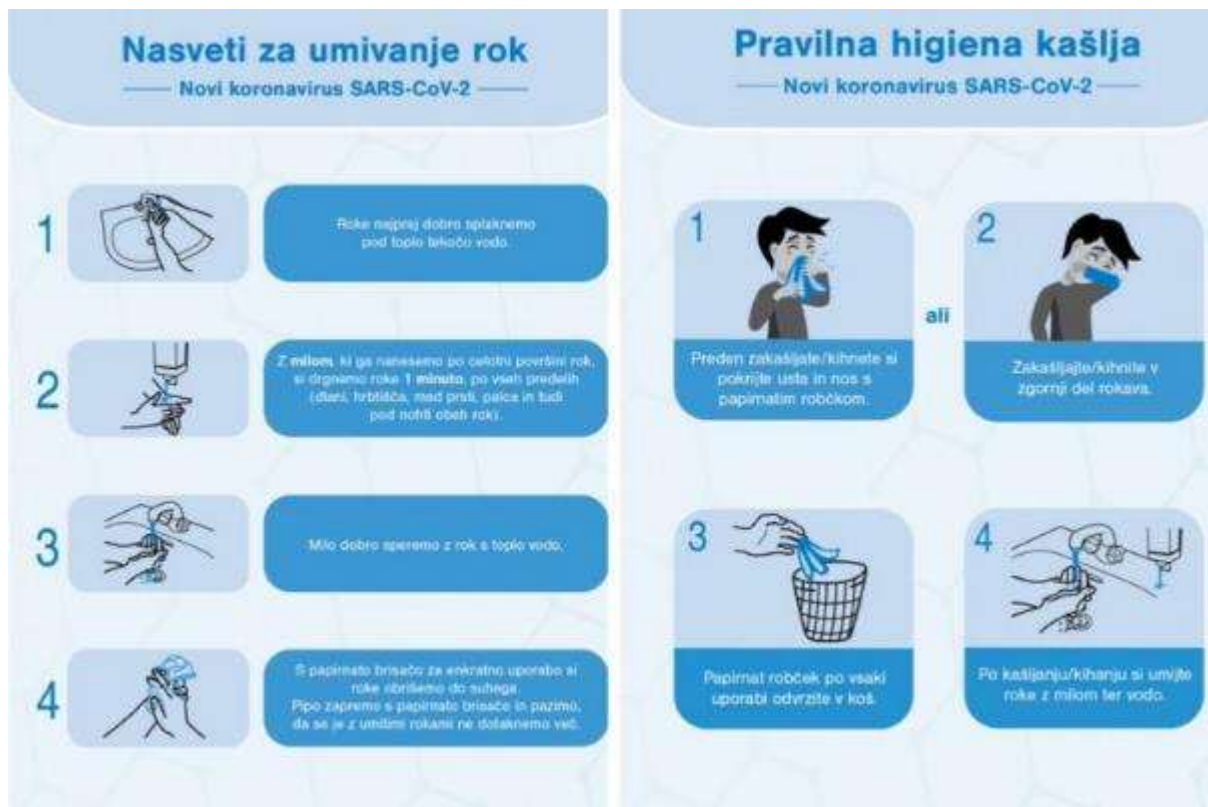 Nasveti za umivanje rok
Novi koronavirus SARS-CoV-2
1
Roke najprej dobro splaknemo
pod toplo tekočo vodo.
2
Z milom, ki ga nanesemo po celotni površini rok,
si drgnemo roke 1 minuto, po vseh predelih
(dlani, hrbtišča, med prsti, palca in tudi
pod nohti obeh rok).
3
Milo dobro speremo z rok s toplo vodo.
4
S papirnato brisačo za enkratno uporabo si
roke obrišemo do suhega.
Pipo zapremo s papirnato brisačo in pazimo,
da se je z umitimi rokami ne dotaknemo več.
Pravilna higiena kašlja
Novi koronavirus SARS-CoV-2
1
Preden zakašljate/kihnete si
pokrijte usta in nos s
papirnatim robčkom.
ali
2
Zakašljajte/kihnite v
zgornji del rokava.
3
Papirnat robček po vsaki
uporabi odvrzite v koš.
4
Po kašljanju/kihanju si umijte
roke z milom ter vodo.